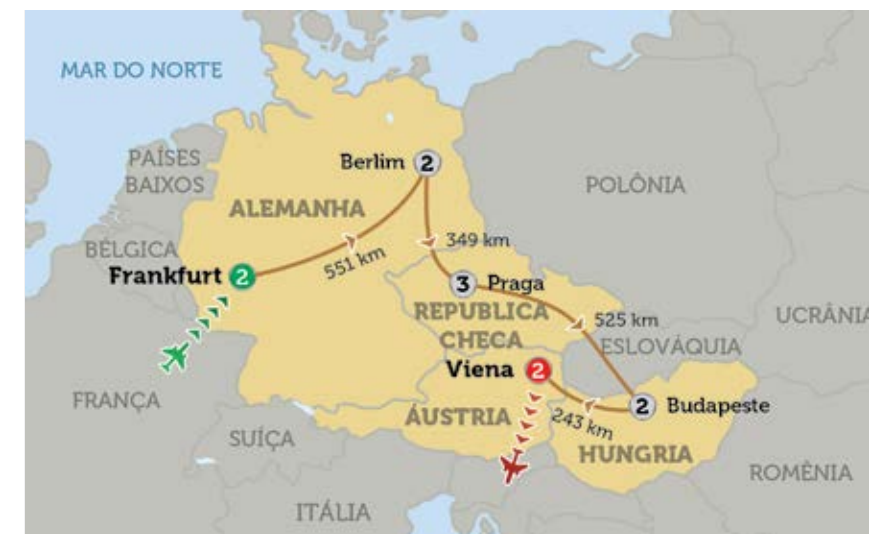 MAR DO NORTE
PAÍSES
BAIXOS
Berlim 2
POLÔNIA
ALEMANHA
BÉLGICA
349 km
551 km
Frankfurt 2
3 Praga
REPUBLICA
CHECA
525 km
UCRÂNIA
ESLOVÁQUIA
Viena 2
FRANÇA
2 Budapeste
ÁUSTRIA
243 km
SUÍÇA
HUNGRIA
ROMÊNIA
ITÁLIA